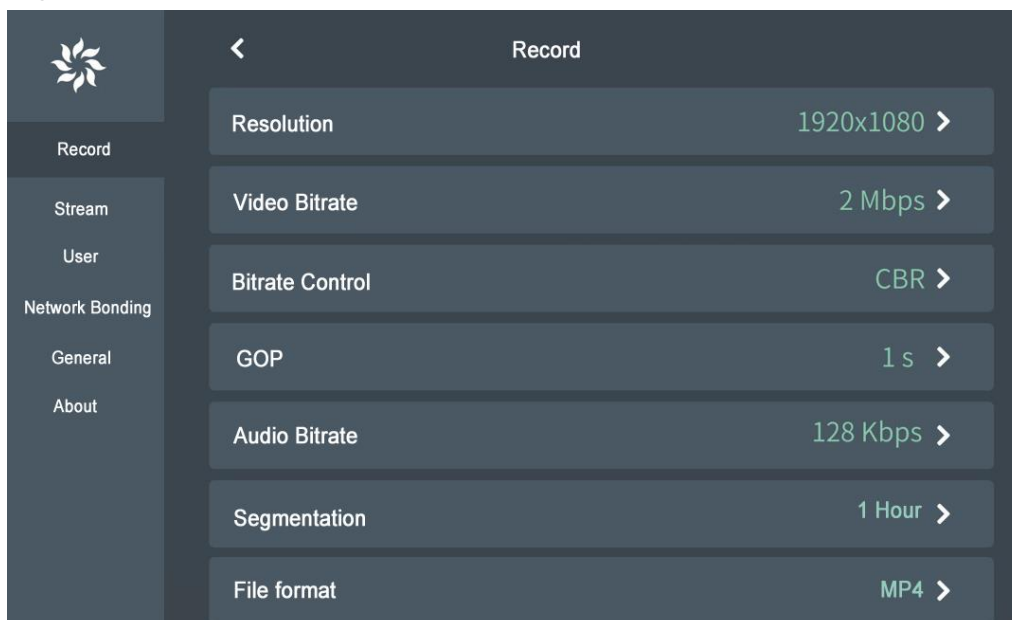 Record
Record
Stream
User
Network Bonding
General
About
Resolution 1920x1080
Video Bitrate 2 Mbps
Bitrate Control CBR
GOP 1 s
Audio Bitrate 128 Kbps
Segmentation 1 Hour
File format MP4